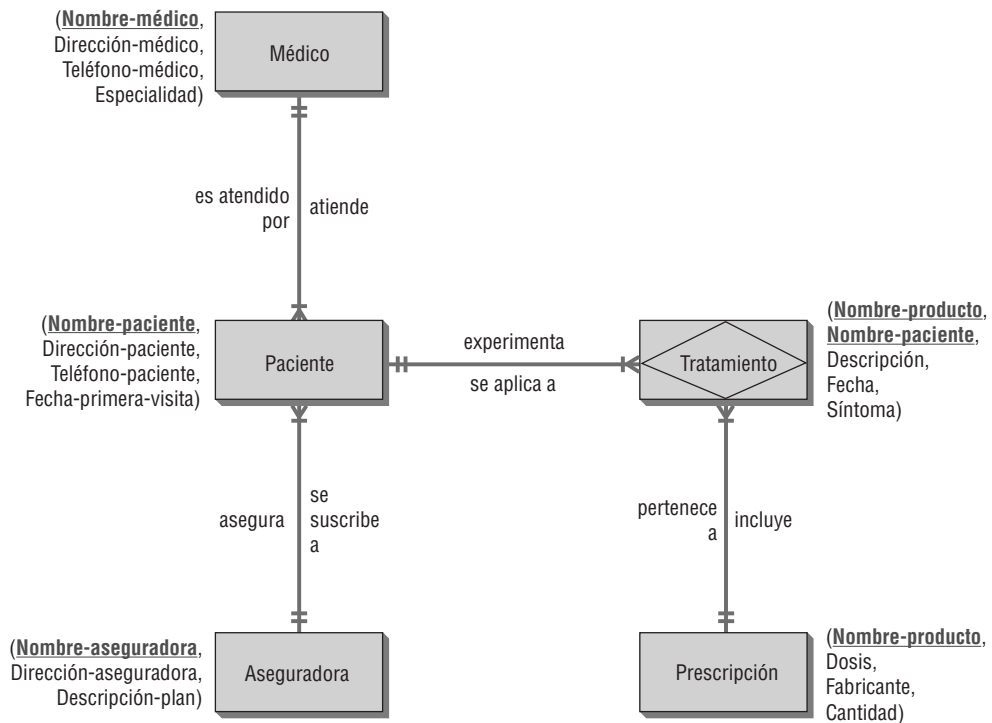 (Nombre-médico,
Dirección-médico,
Teléfono-médico,
Especialidad)
Médico
es atendido
por
atiende
(Nombre-paciente,
Dirección-paciente,
Teléfono-paciente,
Fecha-primera-visita)
Paciente
experimenta
se aplica a
Tratamiento
(Nombre-producto,
Nombre-paciente,
Descripción,
Fecha,
Síntoma)
asegura
se
suscribe
a
pertenece
a
incluye
(Nombre-aseguradora,
Dirección-aseguradora,
Descripción-plan)
Aseguradora
Prescripción
(Nombre-producto,
Dosis,
Fabricante,
Cantidad)